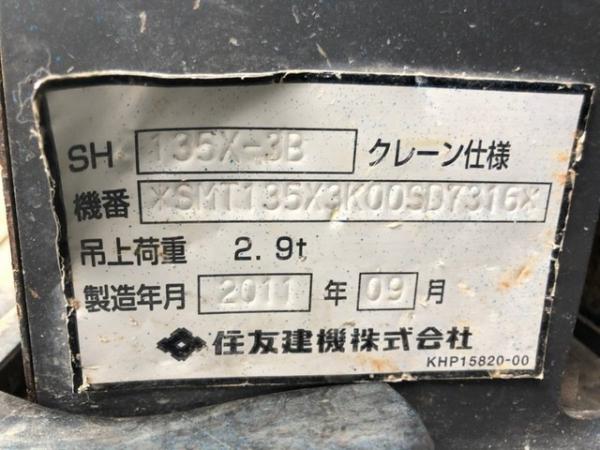 SH 135X-3B クレーン仕様
機番 *SMT135X3K00SD7316*
吊上荷重 2.9t
製造年月 2011 年 09 月
住友建機株式会社
KHP15820-00